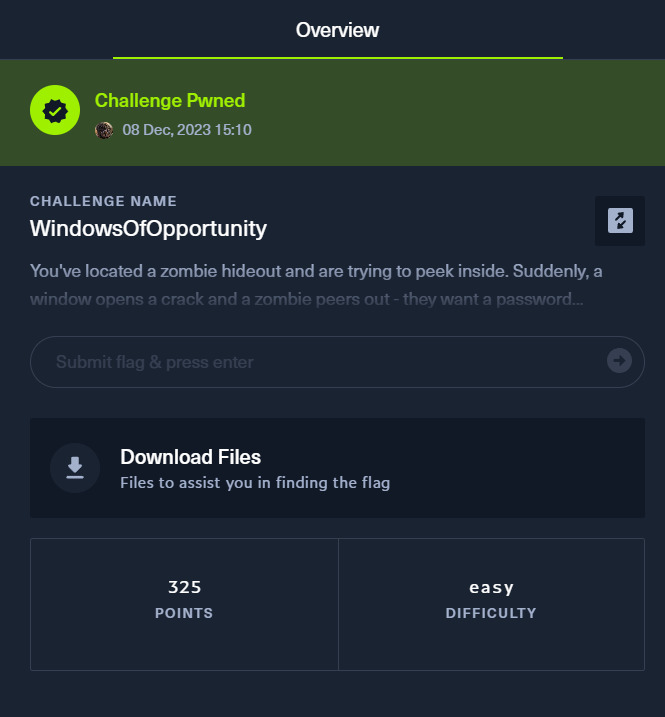 Overview
Challenge Pwned
08 Dec, 2023 15:10
CHALLENGE NAME
WindowsOfOpportunity
You've located a zombie hideout and are trying to peek inside. Suddenly, a
window opens a crack and a zombie peers out - they want a password...
Submit flag & press enter
Download Files
Files to assist you in finding the flag
325
POINTS
easy
DIFFICULTY